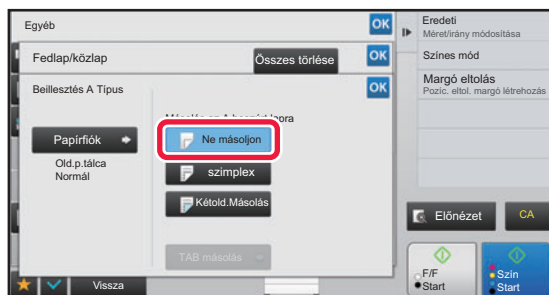 Egyéb
OK
Fedlap/közlap
Összes törlése
OK
Beillesztés A Típus
OK
Papírfiók
Old.p.tálca
Normál
Ne másoljon
szimplex
Kétold.Másolás
TAB másolás
Vissza
Eredeti
Méret/irány módosítása
Színes mód
Margó eltolás
Pozíc. eltol. margó létrehozás
Előnézet
CA
F/F
Start
Szín
Start